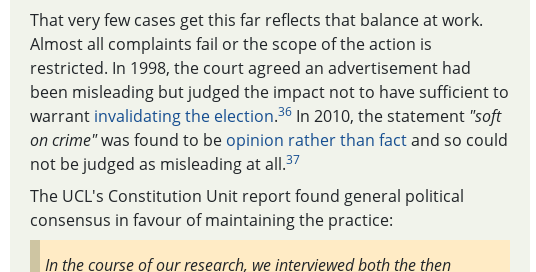 That very few cases get this far reflects that balance at work.
Almost all complaints fail or the scope of the action is
restricted. In 1998, the court agreed an advertisement had
been misleading but judged the impact not to have sufficient to
warrant invalidating the election.36 In 2010, the statement "soft
on crime" was found to be opinion rather than fact and so could
not be judged as misleading at all.37
The UCL's Constitution Unit report found general political
consensus in favour of maintaining the practice:
In the course of our research, we interviewed both the then